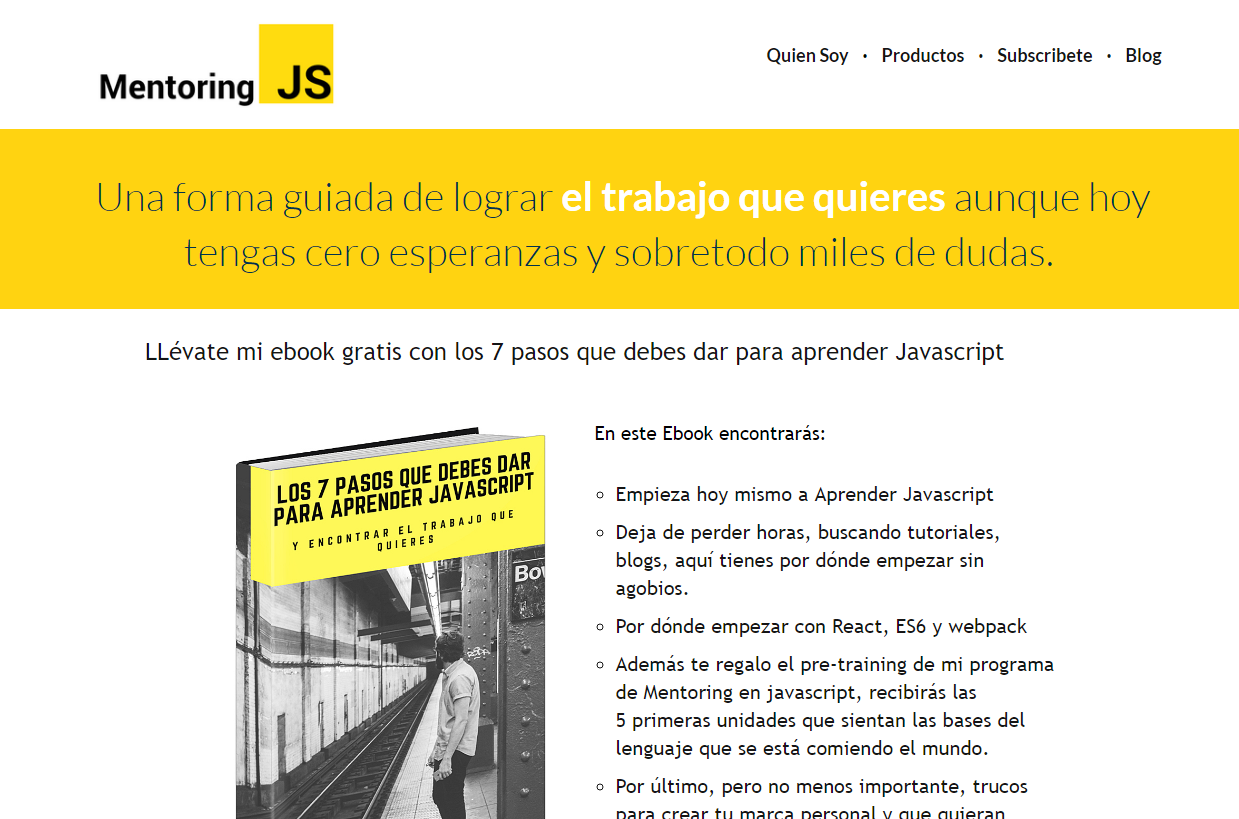 Mentoring JS
Quien Soy · Productos · Subscribete · Blog
Una forma guiada de lograr el trabajo que quieres aunque hoy
tengas cero esperanzas y sobretodo miles de dudas.
LLévate mi ebook gratis con los 7 pasos que debes dar para aprender Javascript
LOS 7 PASOS QUE DEBES DAR
PARA APRENDER JAVASCRIPT
Y ENCONTRAR EL TRABAJO QUE
QUIERES
En este Ebook encontrarás:
Empieza hoy mismo a Aprender Javascript
Deja de perder horas, buscando tutoriales,
blogs, aquí tienes por dónde empezar sin
agobios.
Por dónde empezar con React, ES6 y webpack
Además te regalo el pre-training de mi programa
de Mentoring en javascript, recibirás las
5 primeras unidades que sientan las bases del
lenguaje que se está comiendo el mundo.
Por último, pero no menos importante, trucos
para crear tu marca personal y que quieran